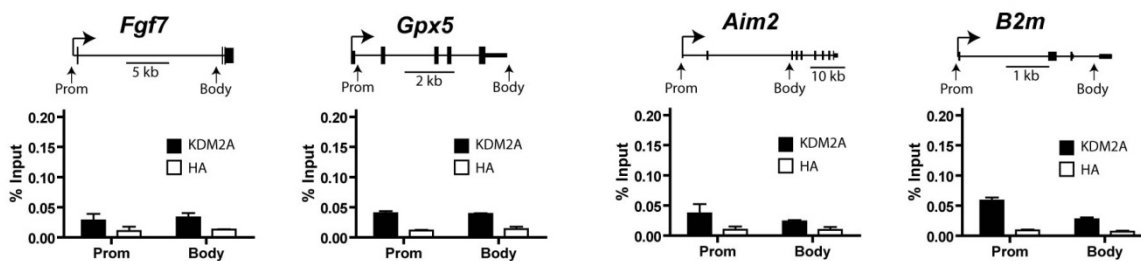 Fgf7
5 kb
Prom
Body
0.20
0.15
0.10
0.05
0.00
% Input
KDM2A
HA
Prom
Body
Gpx5
2 kb
Prom
Body
0.20
0.15
0.10
0.05
0.00
% Input
KDM2A
HA
Prom
Body
Aim2
10 kb
Prom
Body
0.20
0.15
0.10
0.05
0.00
% Input
KDM2A
HA
Prom
Body
B2m
1 kb
Prom
Body
0.20
0.15
0.10
0.05
0.00
% Input
KDM2A
HA
Prom
Body